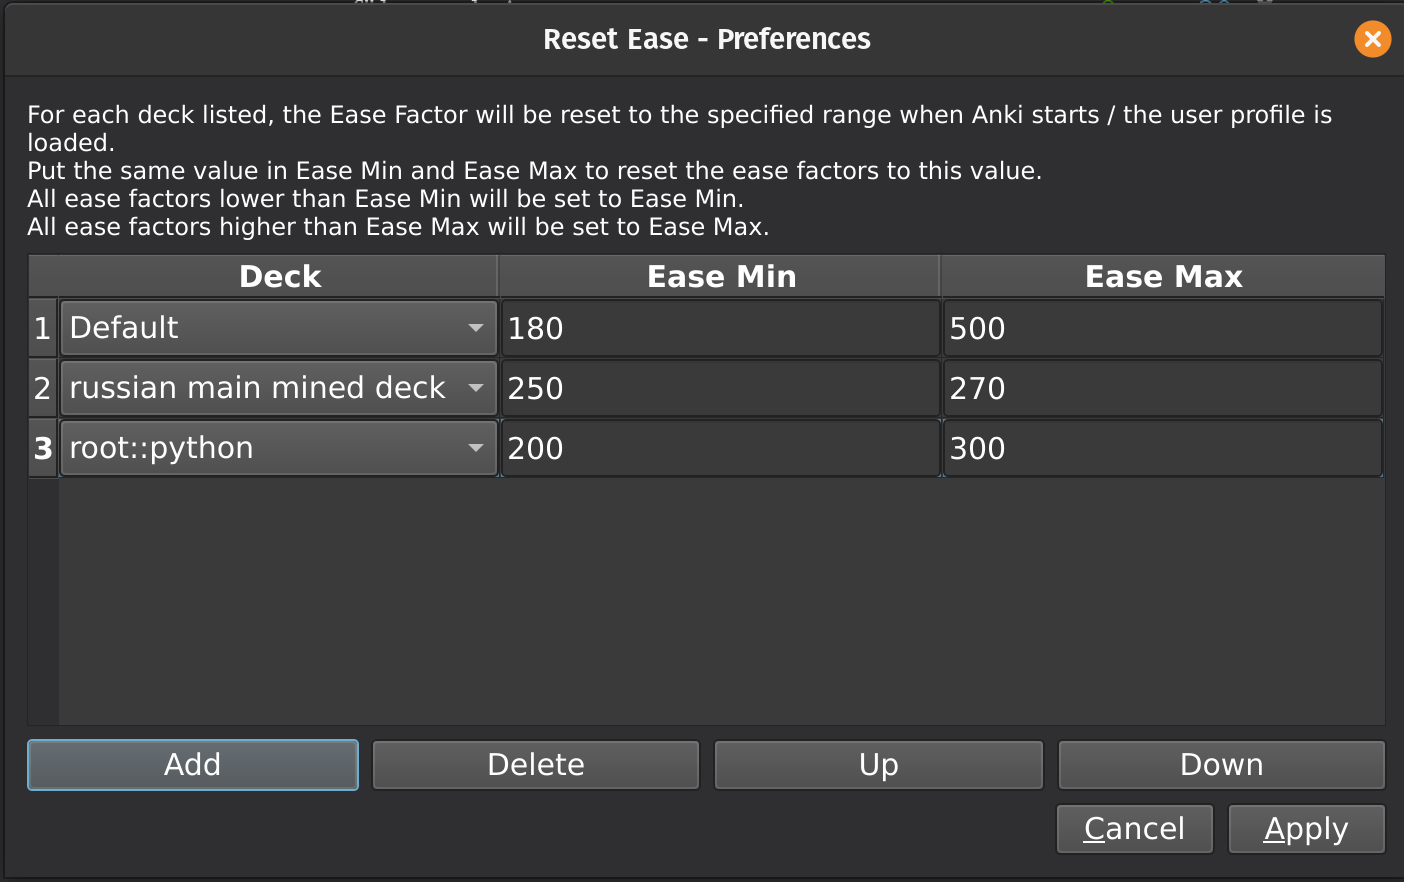 Reset Ease - Preferences
For each deck listed, the Ease Factor will be reset to the specified range when Anki starts / the user profile is
loaded.
Put the same value in Ease Min and Ease Max to reset the ease factors to this value.
All ease factors lower than Ease Min will be set to Ease Min.
All ease factors higher than Ease Max will be set to Ease Max.
Deck Ease Min Ease Max
1 Default 180 500
2 russian main mined deck 250 270
3 root::python 200 300
Add Delete Up Down
Cancel Apply